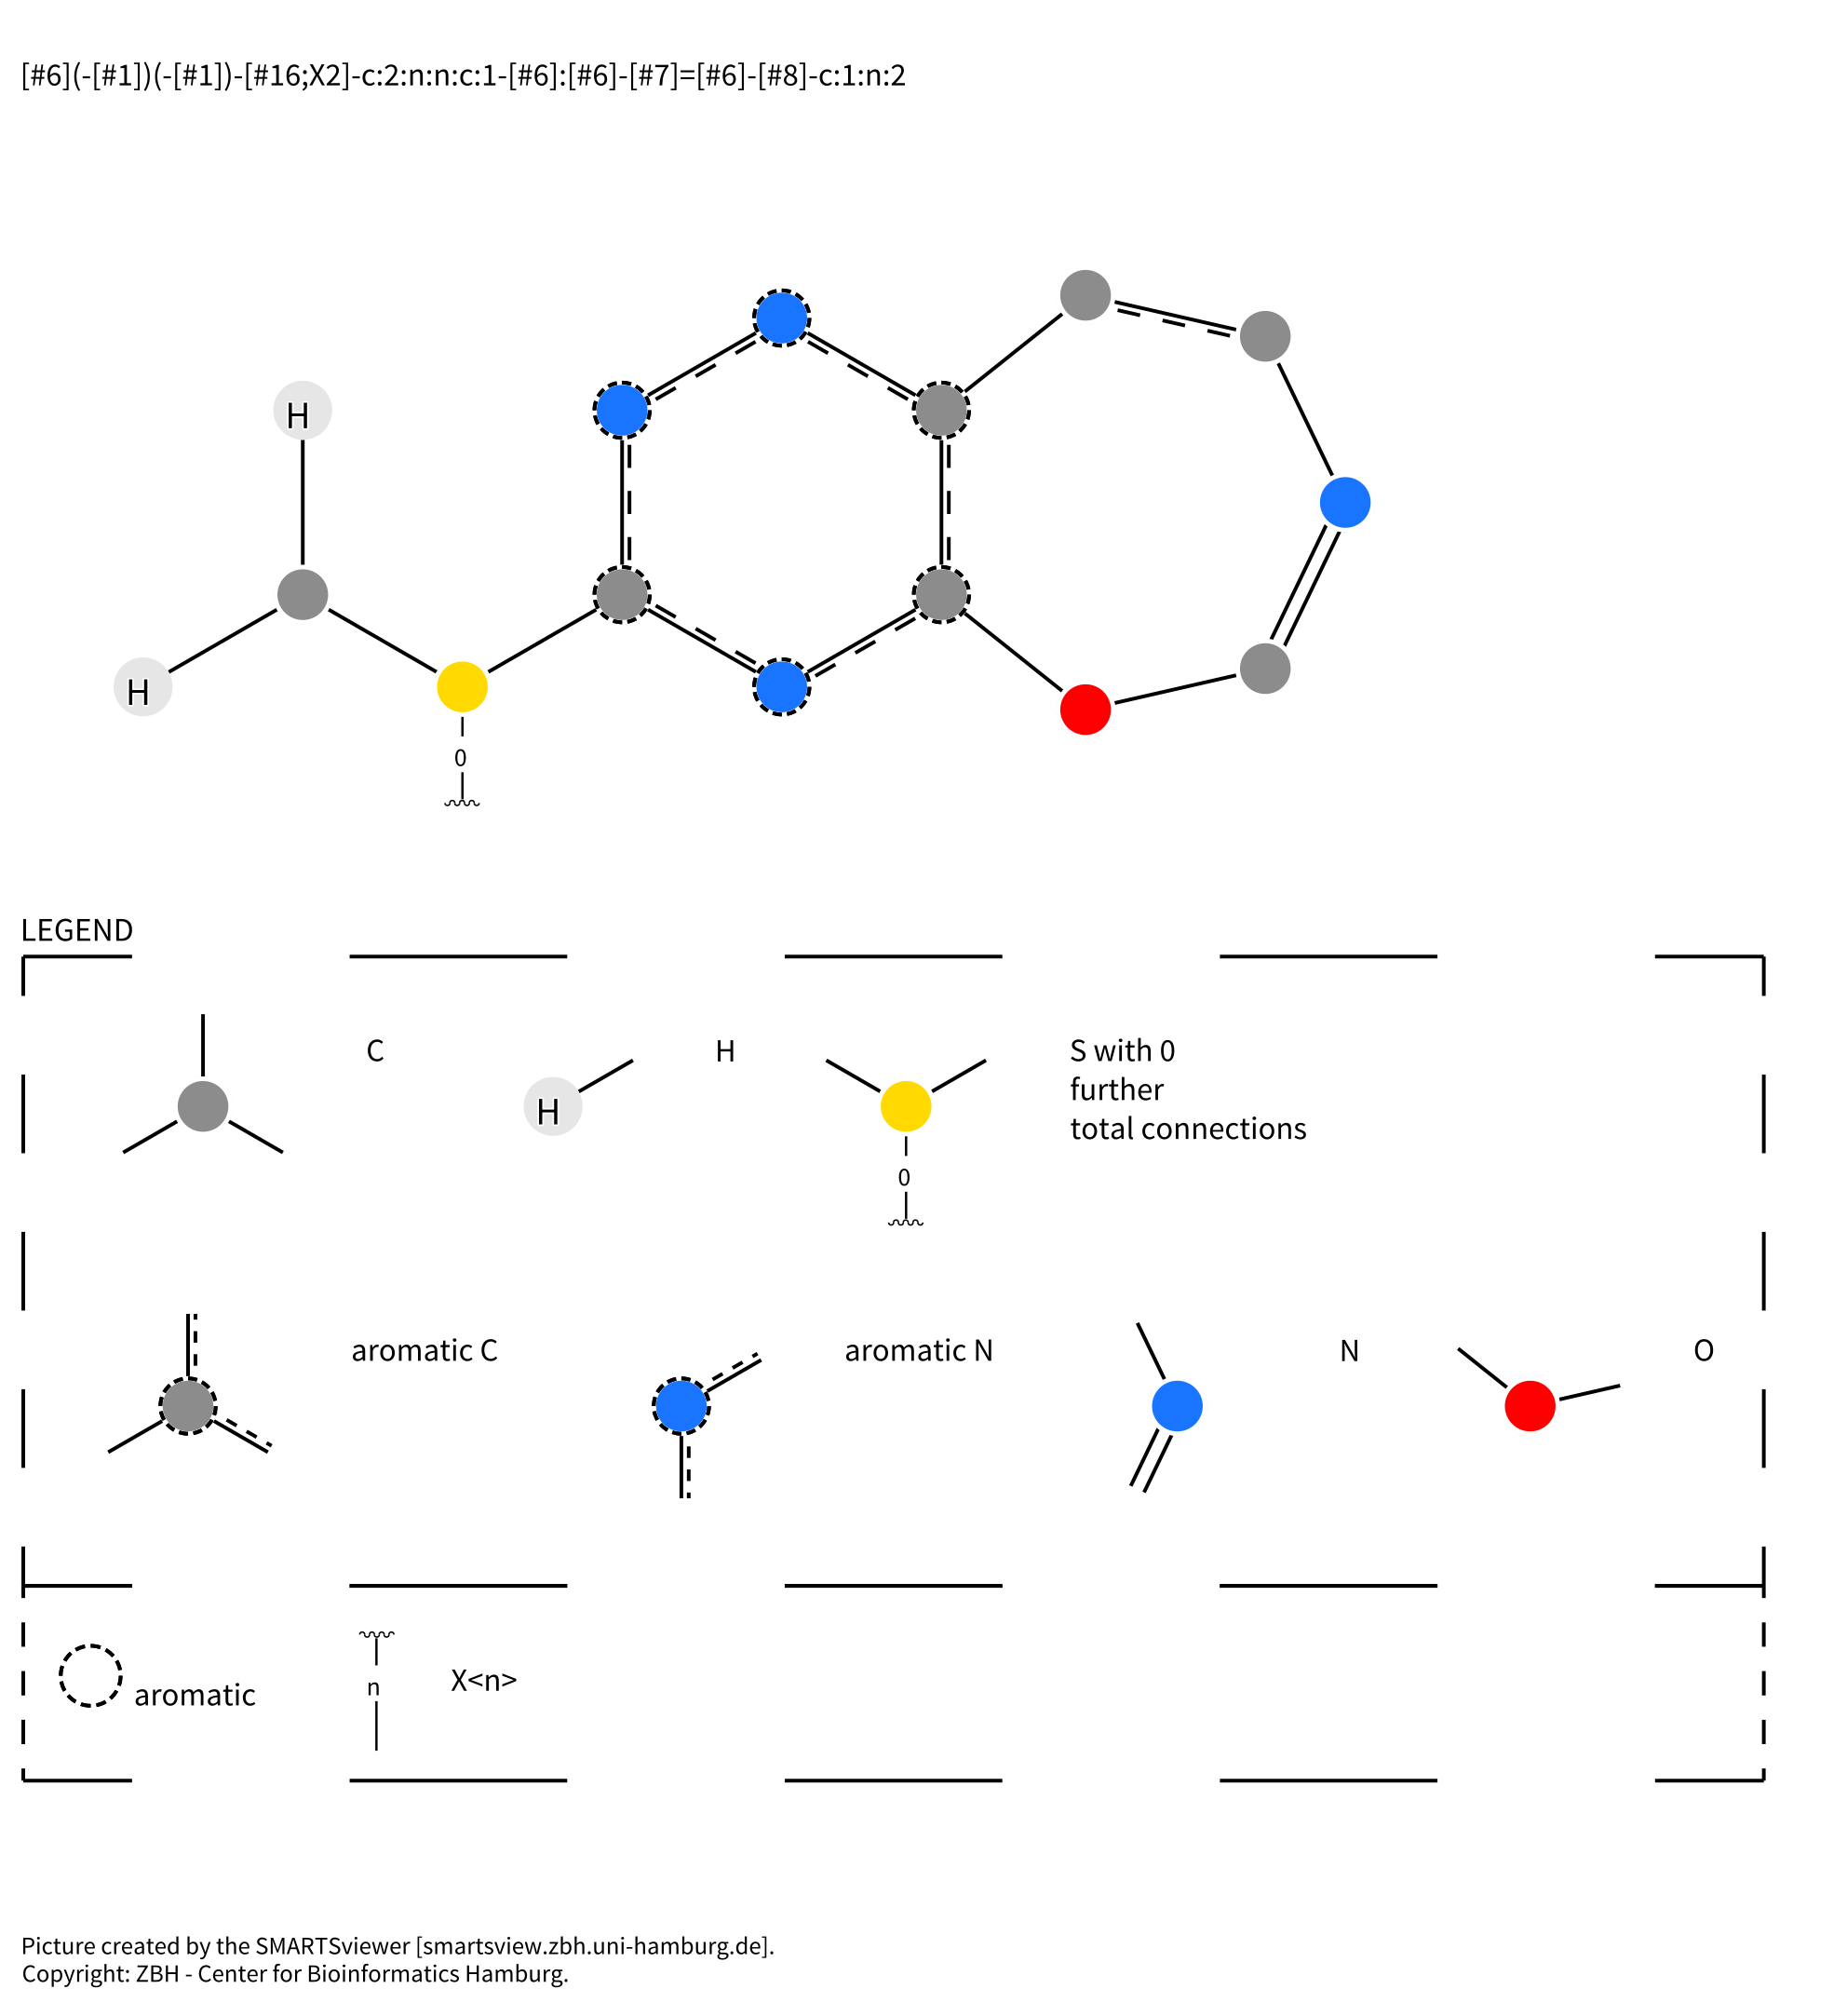 [#6](-[#1])(-[#1])-[#16;X2]-c:2:n:n:c:1-[#6]:[#6]-[#7]=[#6]-[#8]-c:1:n:2
H
H
0
LEGEND
C
H
H
S with 0
further
total connections
0
aromatic C
aromatic N
N
O
aromatic
n
X<n>
Picture created by the SMARTSviewer [smartsview.zbh.uni-hamburg.de].
Copyright: ZBH - Center for Bioinformatics Hamburg.